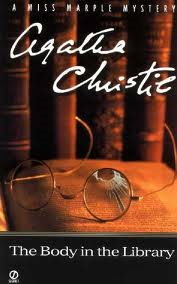 A MISS MARPLE MYSTERY
Agatha
Christie
The Body in the Library